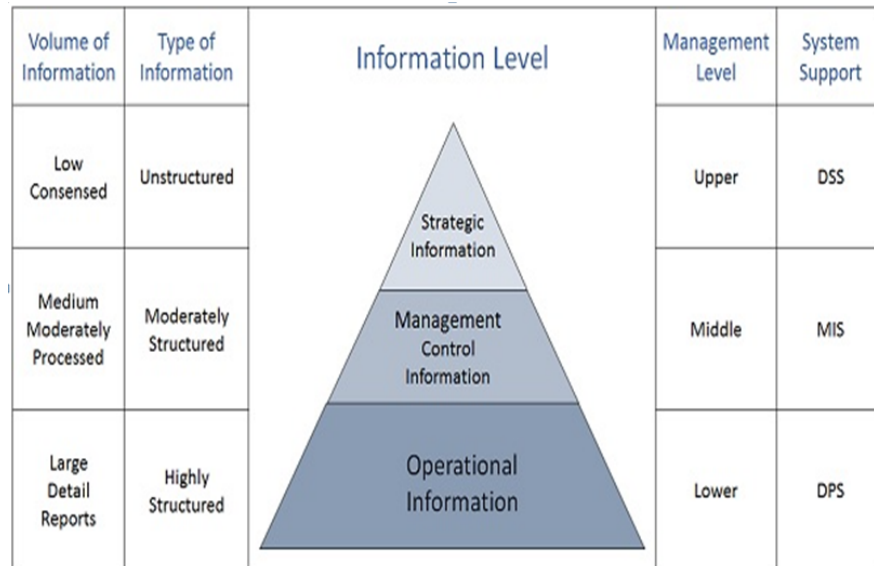 Volume of
Information
Type of
Information
Information Level
Management
Level
System
Support
Low
Consensed
Unstructured
Strategic
Information
Upper
DSS
Medium
Moderately
Processed
Moderately
Structured
Management
Control
Information
Middle
MIS
Large
Detail
Reports
Highly
Structured
Operational
Information
Lower
DPS